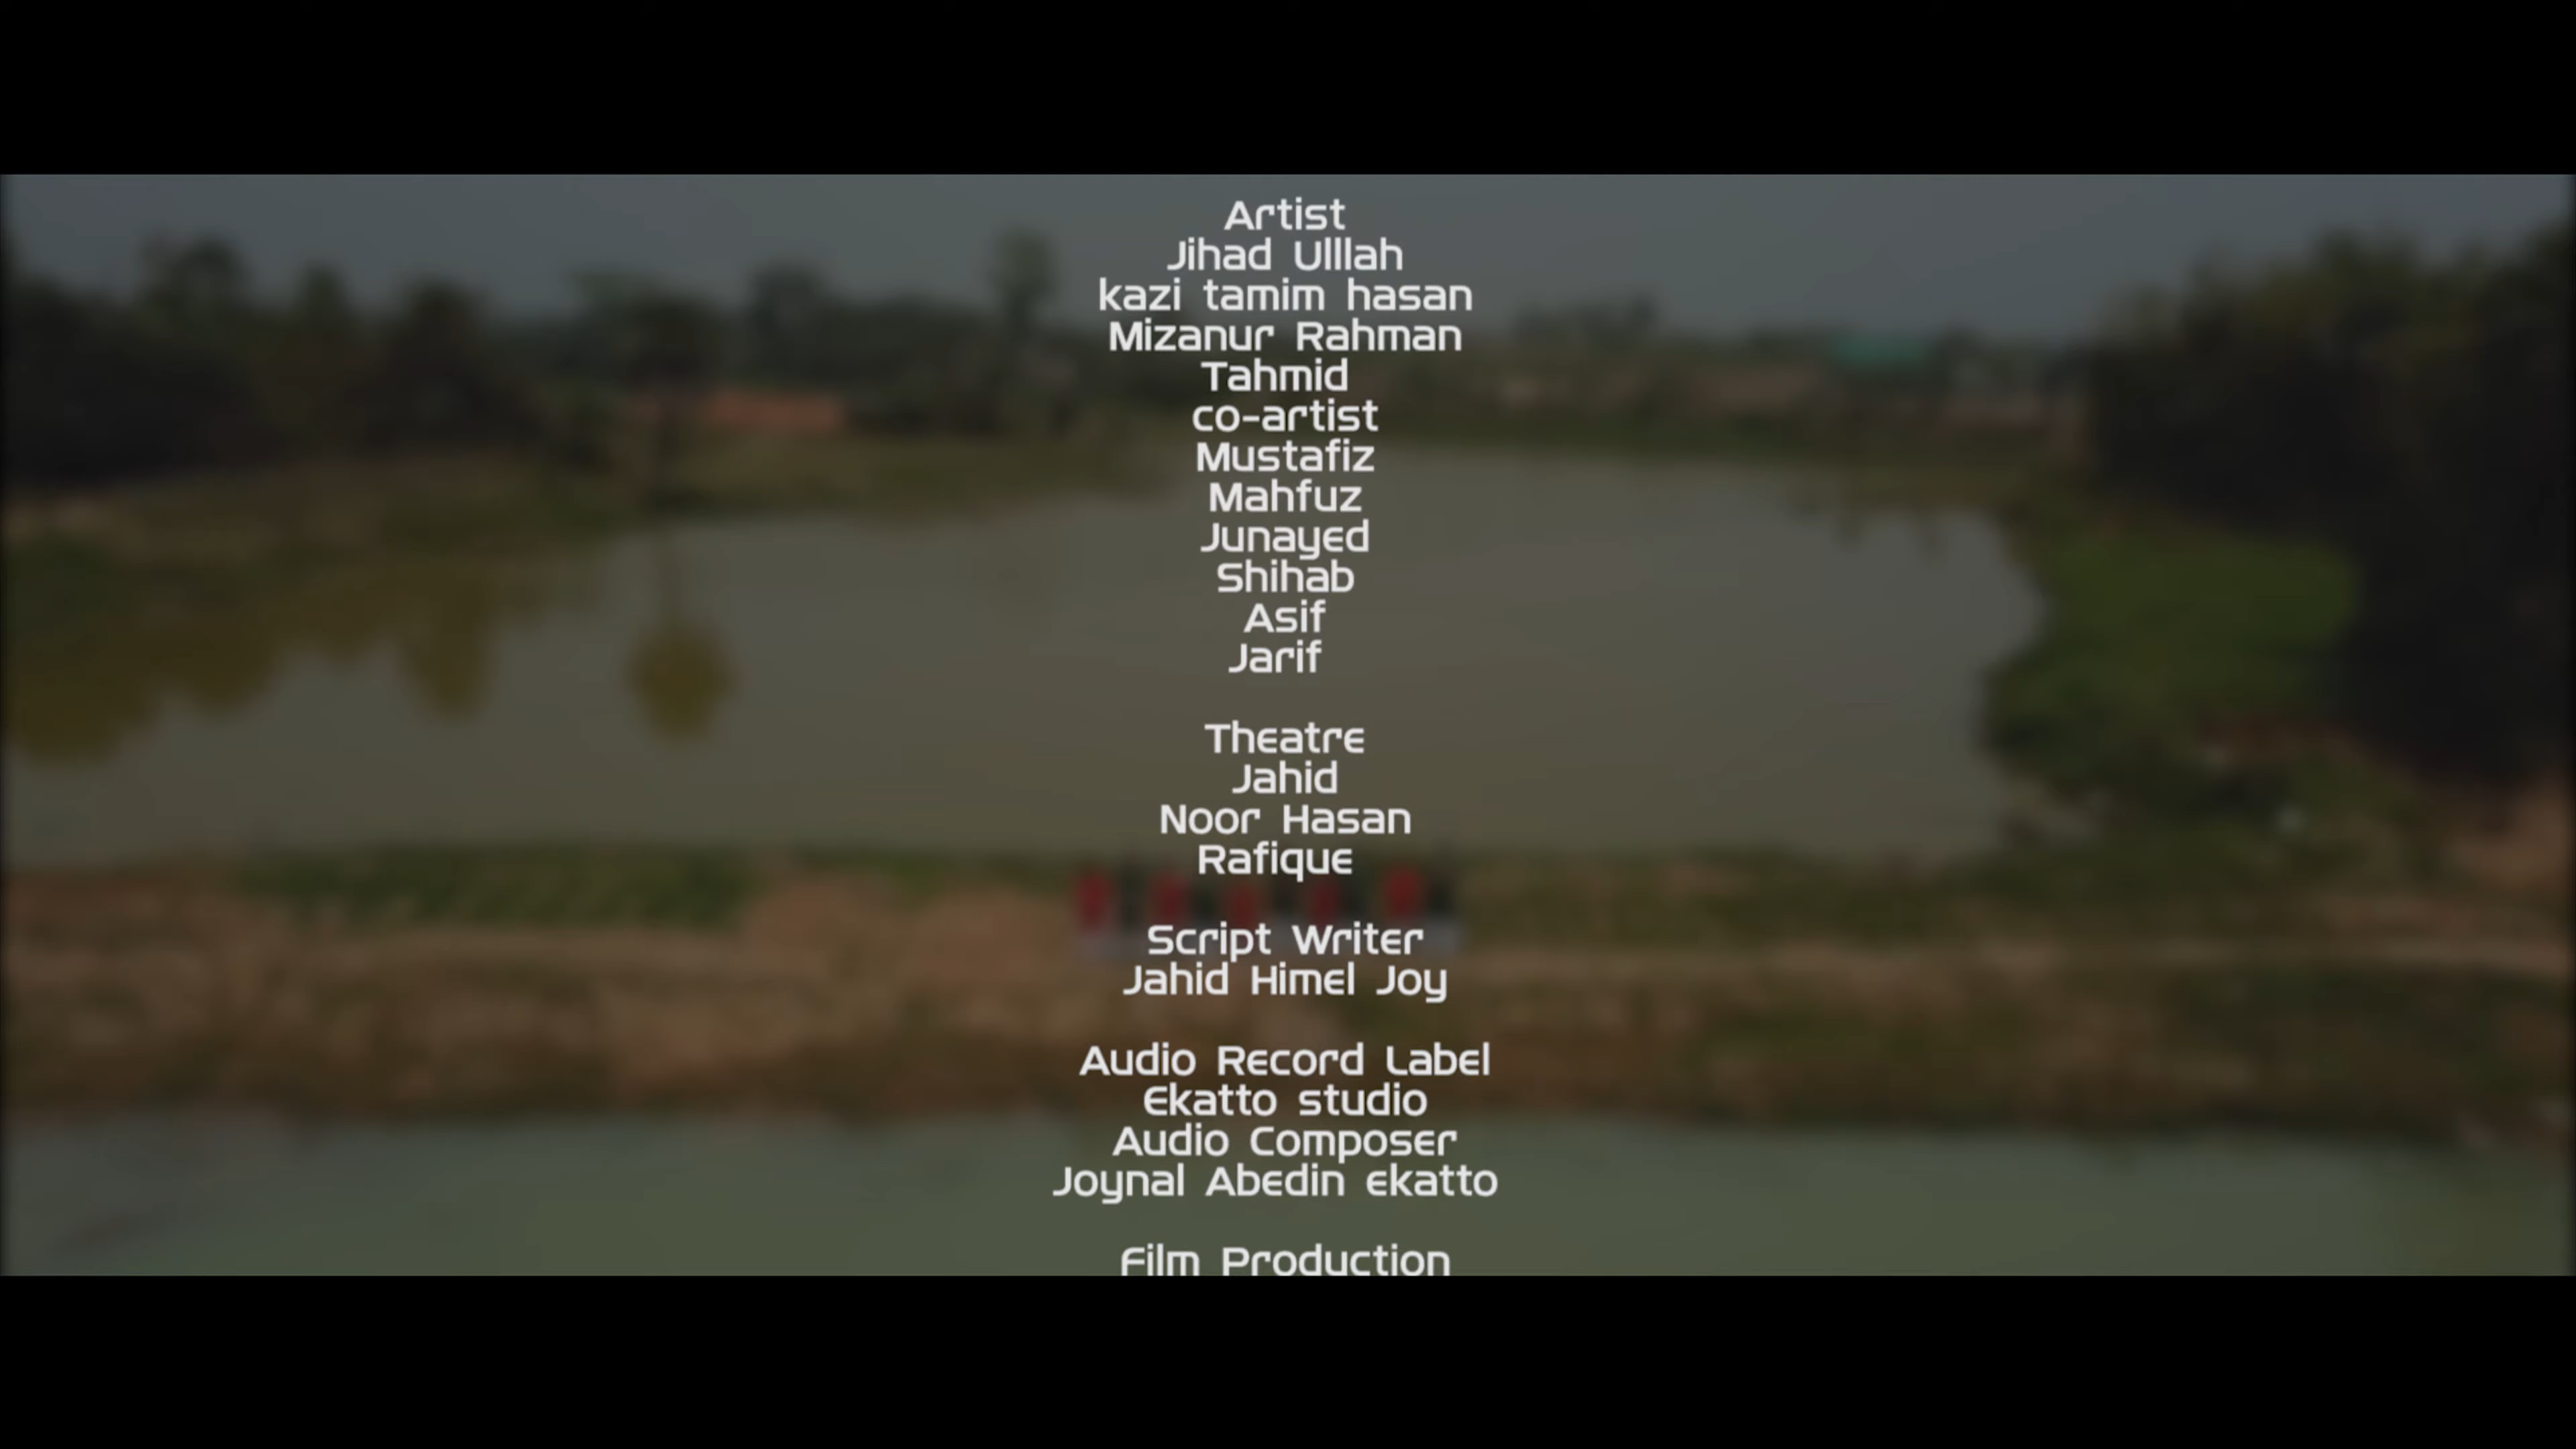 Artist
Jihad Ulllah
kazi tamim hasan
Mizanur Rahman
Tahmid
co-artist
Mustafiz
Mahfuz
Junayed
Shihab
Asif
Jarif
Theatre
Jahid
Noor Hasan
Rafique
Script Writer
Jahid Himel Joy
Audio Record Label
Ekatto studio
Audio Composer
Joynal Abedin ekatto
Film Production